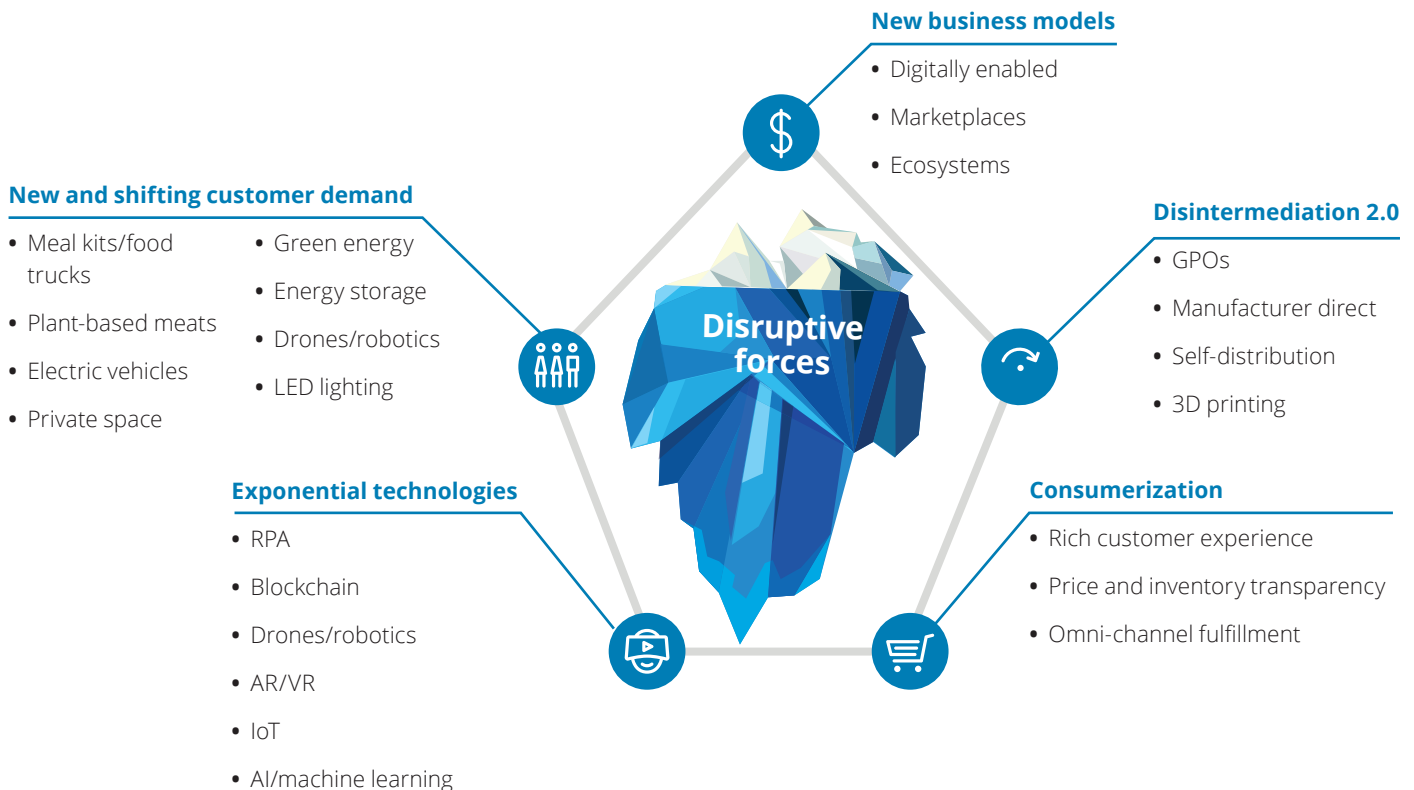 New business models
• Digitally enabled
• Marketplaces
• Ecosystems
New and shifting customer demand
• Meal kits/food
trucks
• Plant-based meats
• Electric vehicles
• Private space
• Green energy
• Energy storage
• Drones/robotics
• LED lighting
Disintermediation 2.0
• GPOs
• Manufacturer direct
• Self-distribution
• 3D printing
Disruptive
forces
Exponential technologies
• RPA
• Blockchain
• Drones/robotics
• AR/VR
• IoT
• AI/machine learning
Consumerization
• Rich customer experience
• Price and inventory transparency
• Omni-channel fulfillment